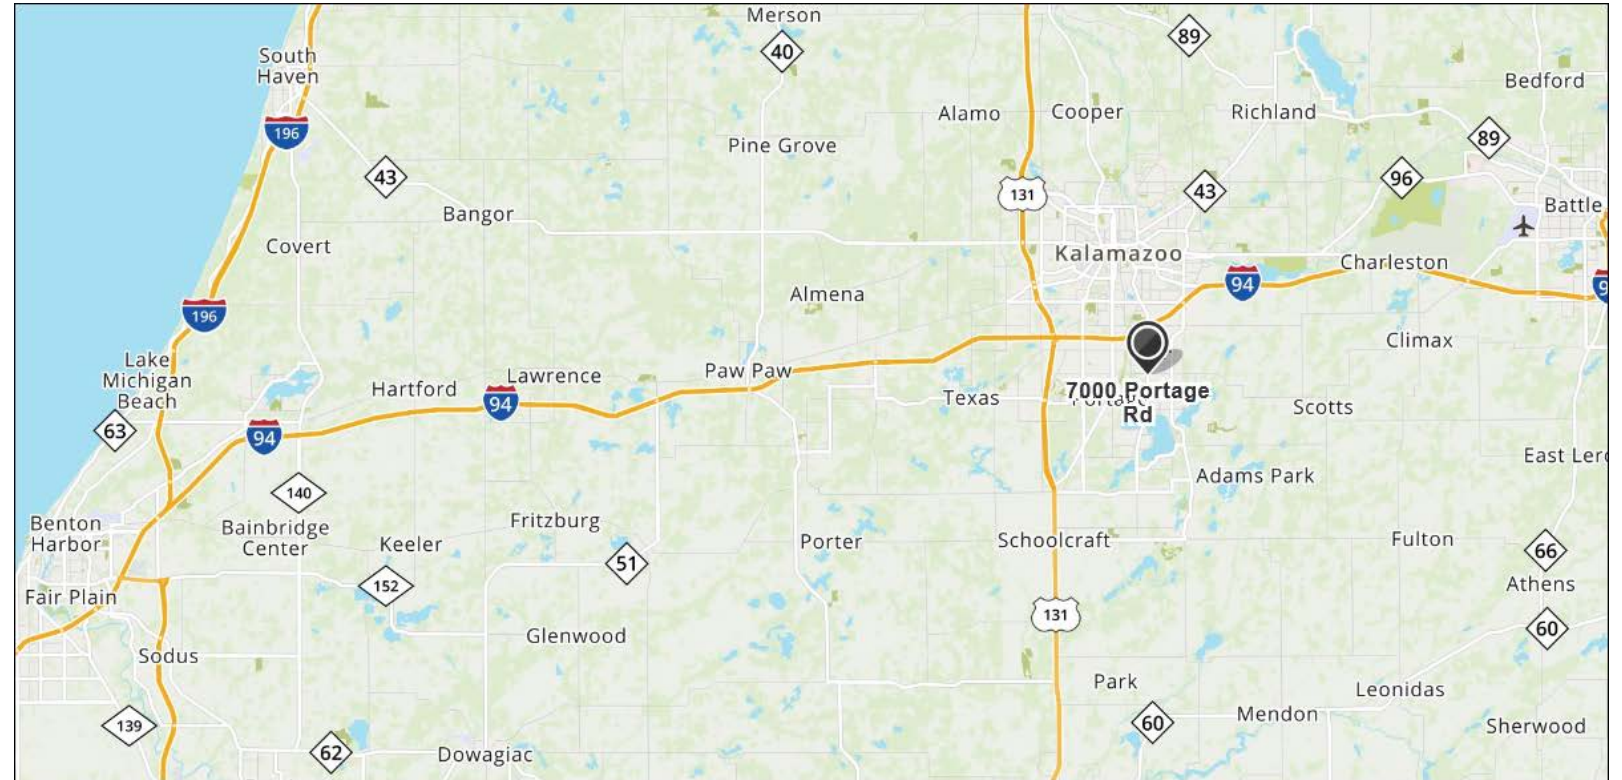 Merson
40
89
South
Haven
Bedford
Alamo
Cooper
Richland
196
89
Pine Grove
43
96
131
43
Bangor
Battle
Covert
Kalamazoo
Charleston
94
Almena
196
Climax
Lake
Michigan
Beach
Hartford
Lawrence
Paw Paw
94
7000 Portage
Rd
Texas
Portage
Scotts
63
94
East Lero
Adams Park
140
Benton
Harbor
Bainbridge
Center
Fritzburg
Keeler
Porter
Schoolcraft
Fulton
66
51
152
Athens
Fair Plain
131
60
Glenwood
Sodus
Park
Leonidas
60
Mendon
139
Sherwood
62
Dowagiac